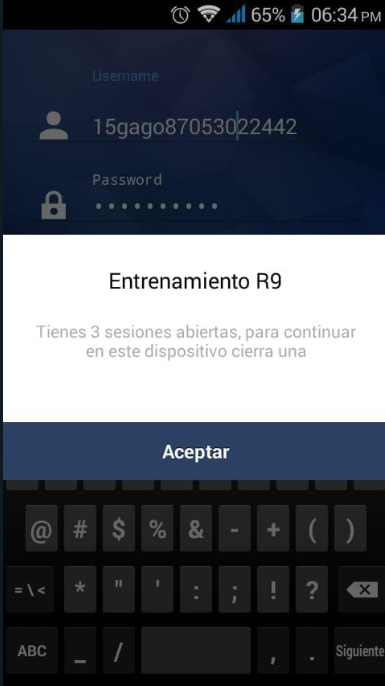 65% 06:34 PM
Username
15gago87053022442
Password
Entrenamiento R9
Tienes 3 sesiones abiertas, para continuar
en este dispositivo cierra una
Aceptar
@ # $ % & - + ( )
= \ < * " ' : ; ! ?
ABC _ / , . Siguiente